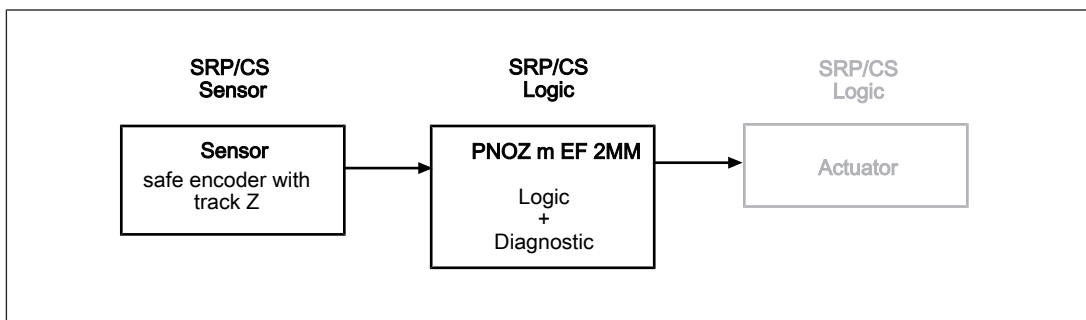 SRP/CS
Sensor
SRP/CS
Logic
SRP/CS
Logic
Sensor
safe encoder with
track Z
PNOZ m EF 2MM
Logic
+
Diagnostic
Actuator